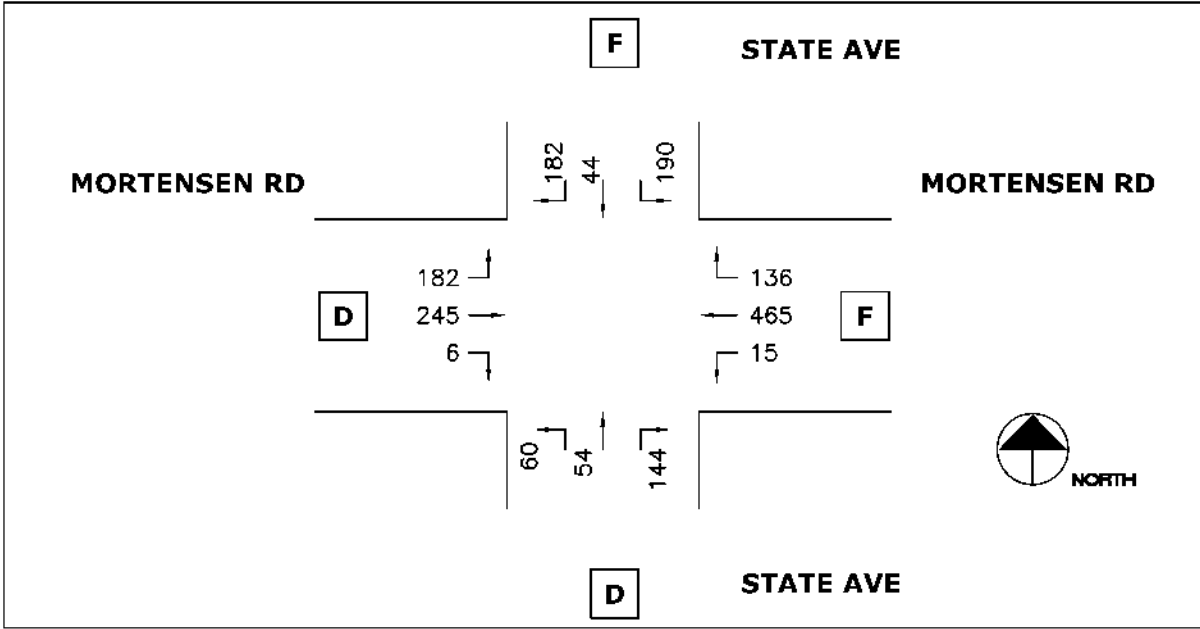 F
STATE AVE
182
44
190
MORTENSEN RD
MORTENSEN RD
182
136
D
245
465
F
6
15
60
54
144
NORTH
D
STATE AVE